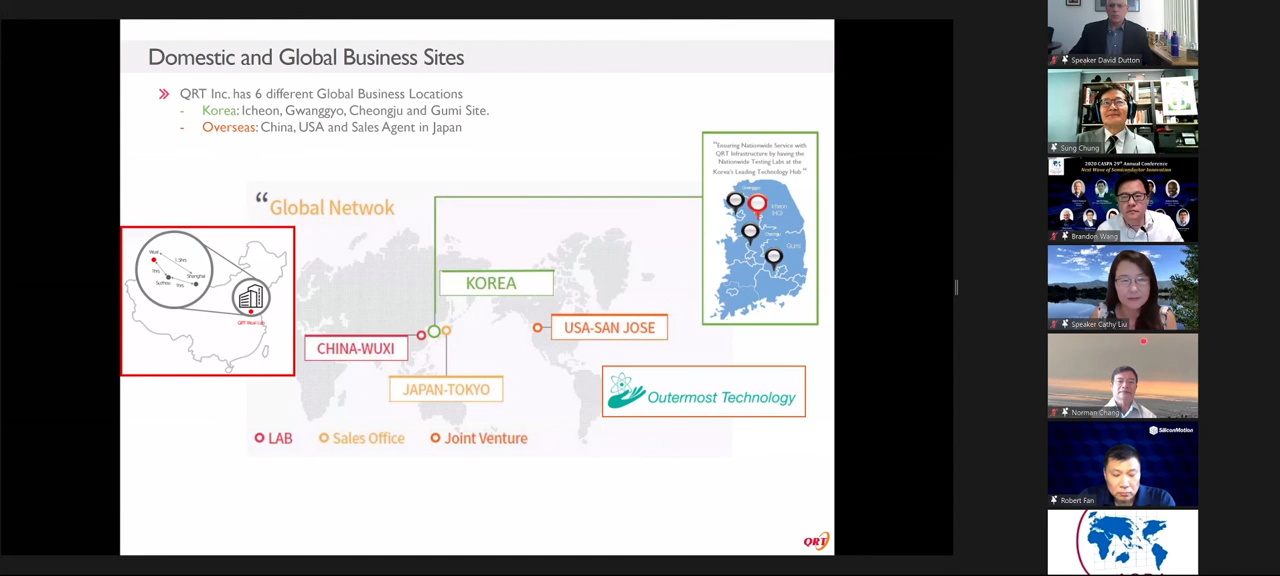 Domestic and Global Business Sites
QRT Inc. has 6 different Global Business Locations
- Korea: Icheon, Gwanggyo, Cheongju and Gumi Site.
- Overseas: China, USA and Sales Agent in Japan
"Ensuring Nationwide Service with
QRT Infrastructure by having the
Nationwide Testing Labs at the
Korea's Leading Technology Hub"
Icheon
(HQ)
Gumi
“Global Netwok
Wuxi
1.5hrs
1hrs
Shanghai
Suzhou
1hrs
QRT Wuxi Lab
KOREA
CHINA-WUXI
USA-SAN JOSE
JAPAN-TOKYO
Outermost Technology
LAB
Sales Office
Joint Venture
QRT
Speaker David Dutton
Sung Chung
2020 CASPA 29th Annual Conference
Next Wave of Semiconductor Innovation
Brandon Wang
Speaker Cathy Liu
Norman Chang
SiliconMotion
Robert Fan